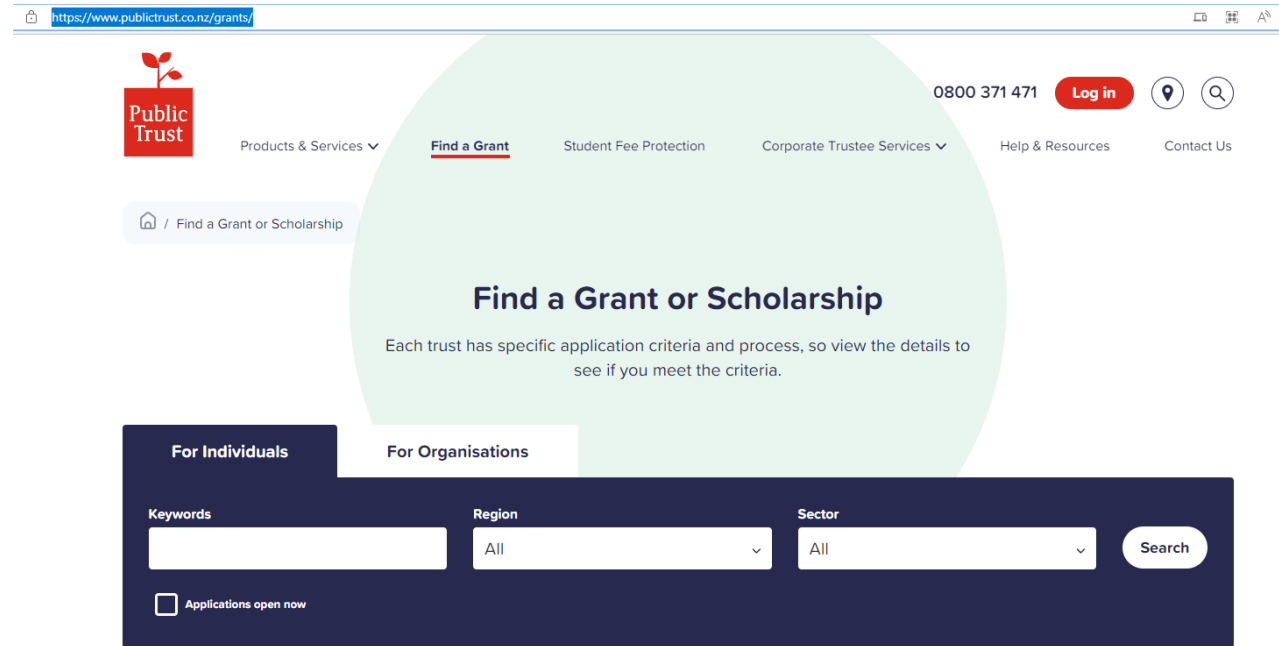 https://www.publictrust.co.nz/grants/
Public
Trust
0800 371 471
Log in
Products & Services
Find a Grant
Student Fee Protection
Corporate Trustee Services
Help & Resources
Contact Us
/ Find a Grant or Scholarship
Find a Grant or Scholarship
Each trust has specific application criteria and process, so view the details to
see if you meet the criteria.
For Individuals
For Organisations
Keywords
Region
Sector
All
All
Search
Applications open now